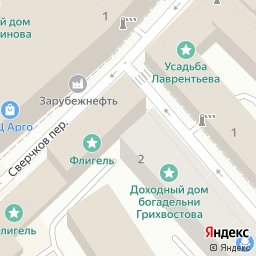 й дом
инова
1
Усадьба
Лаврентьева
Зарубежнефть
Ц Арго
Сверчков пер.
1
Флигель
2
Доходный дом
богадельни
Грихвостова
лигель
Яндекс